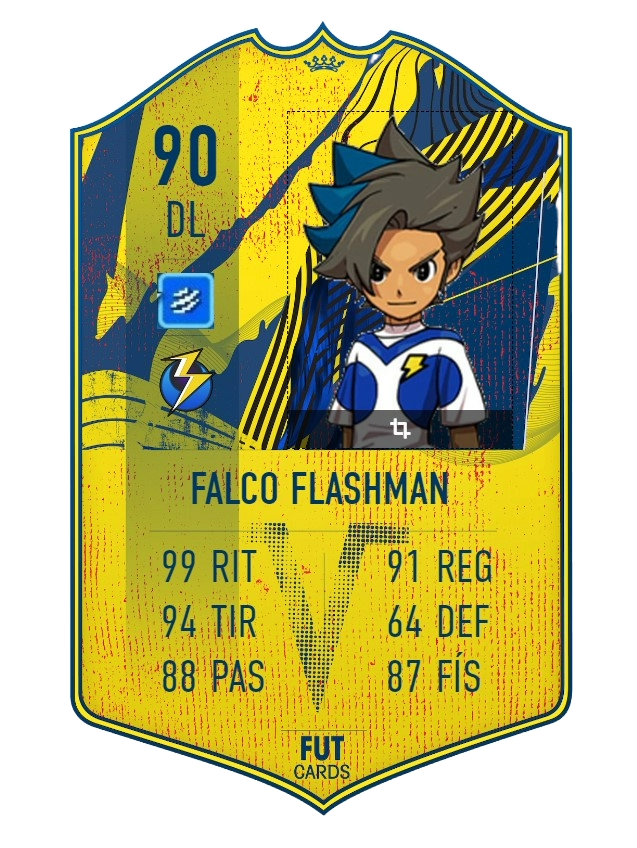 90
DL
FALCO FLASHMAN
99 RIT
91 REG
94 TIR
64 DEF
88 PAS
87 FÍS
FUT
CARDS